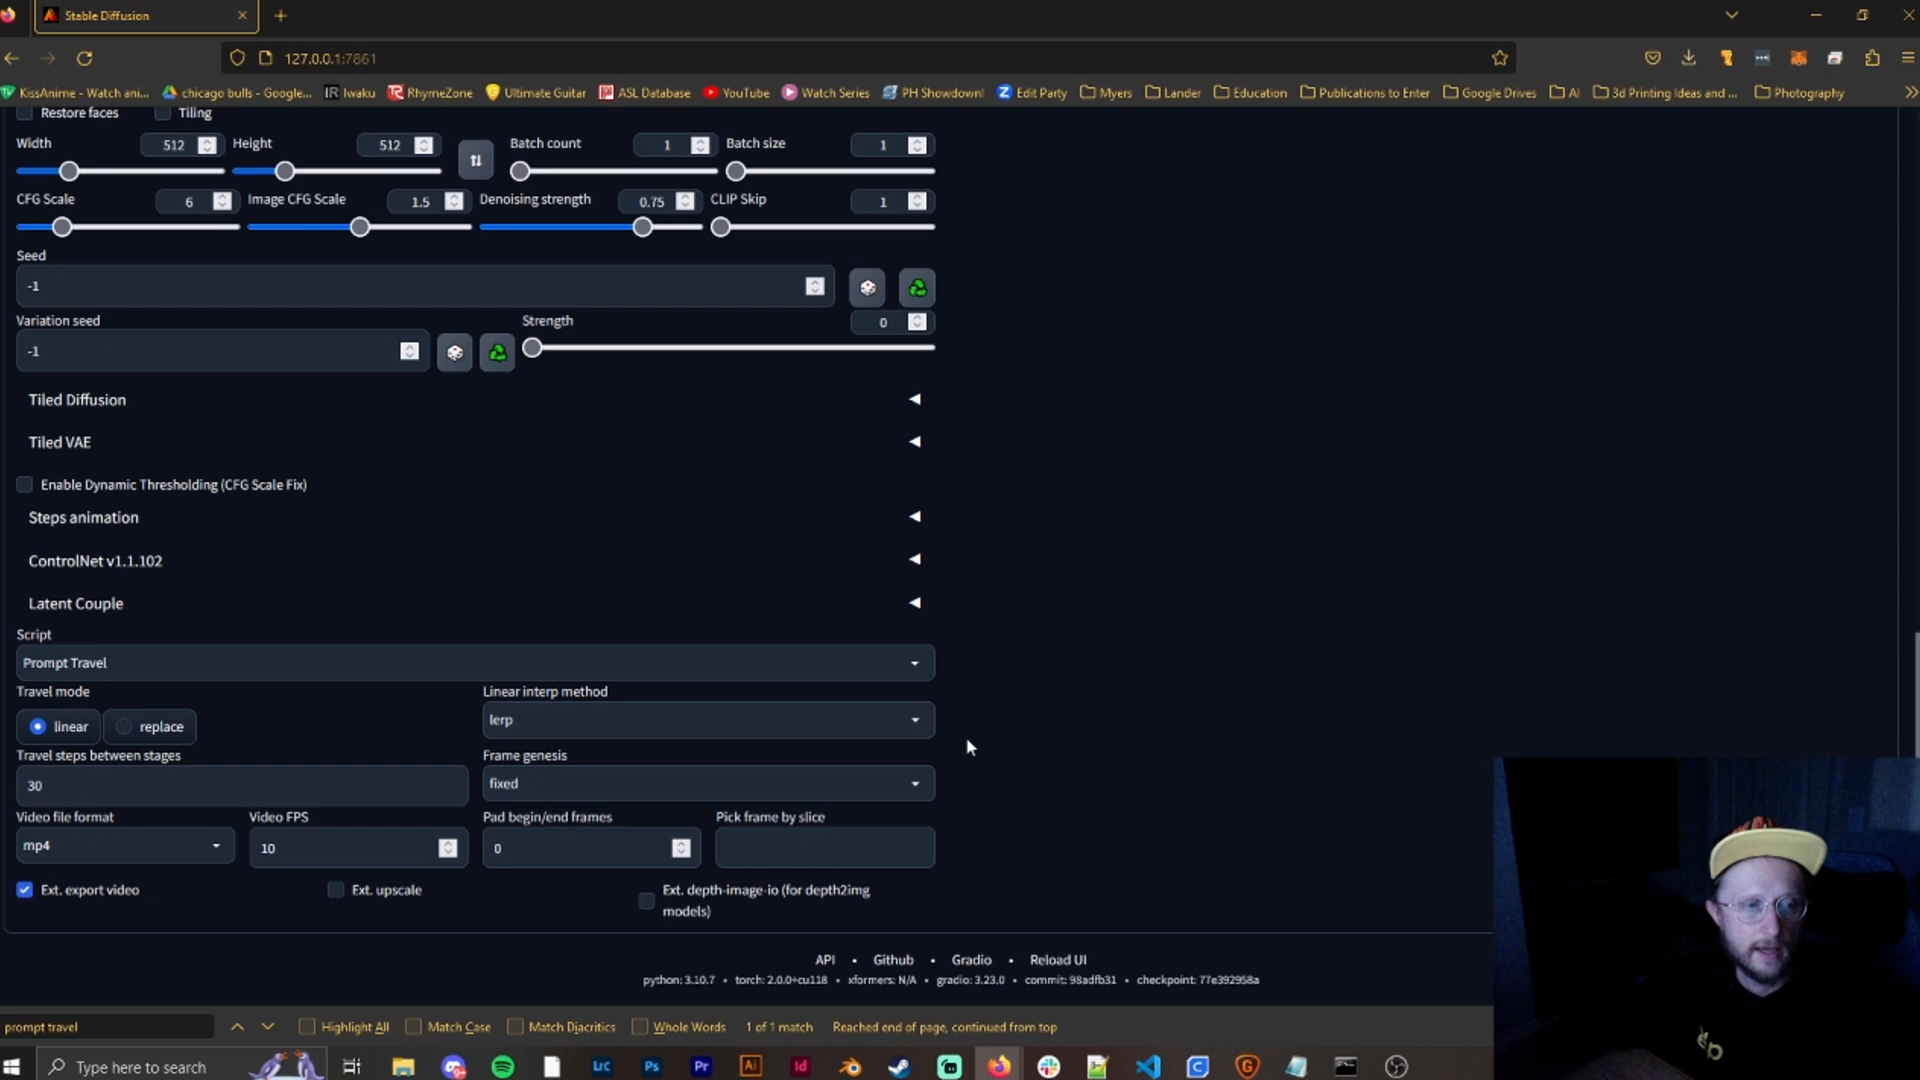 Stable Diffusion
127.0.0.1:7861
KissAnime - Watch ani...
chicago bulls - Google...
Iwaku
RhymeZone
Ultimate Guitar
ASL Database
YouTube
Watch Series
PH Showdown!
Edit Party
Myers
Lander
Education
Publications to Enter
Google Drives
AI
3d Printing Ideas and ...
Photography
Restore faces
Tiling
Width
512
Height
512
Batch count
1
Batch size
1
CFG Scale
6
Image CFG Scale
1.5
Denoising strength
0.75
CLIP Skip
1
Seed
-1
Variation seed
Strength
0
-1
Tiled Diffusion
Tiled VAE
Enable Dynamic Thresholding (CFG Scale Fix)
Steps animation
ControlNet v1.1.102
Latent Couple
Script
Prompt Travel
Travel mode
Linear interp method
linear
replace
lerp
Travel steps between stages
Frame genesis
30
fixed
Video file format
Video FPS
Pad begin/end frames
Pick frame by slice
mp4
10
0
Ext. export video
Ext. upscale
Ext. depth-image-io (for depth2img
models)
API • Github • Gradio • Reload UI
python: 3.10.7 • torch: 2.0.0+cu118 • xformers: N/A • gradio: 3.23.0 • commit: 98adfb31 • checkpoint: 77e392958a
prompt travel
Highlight All
Match Case
Match Diacritics
Whole Words
1 of 1 match
Reached end of page, continued from top
Type here to search
Lrc
Ps
Pr
Ai
Id